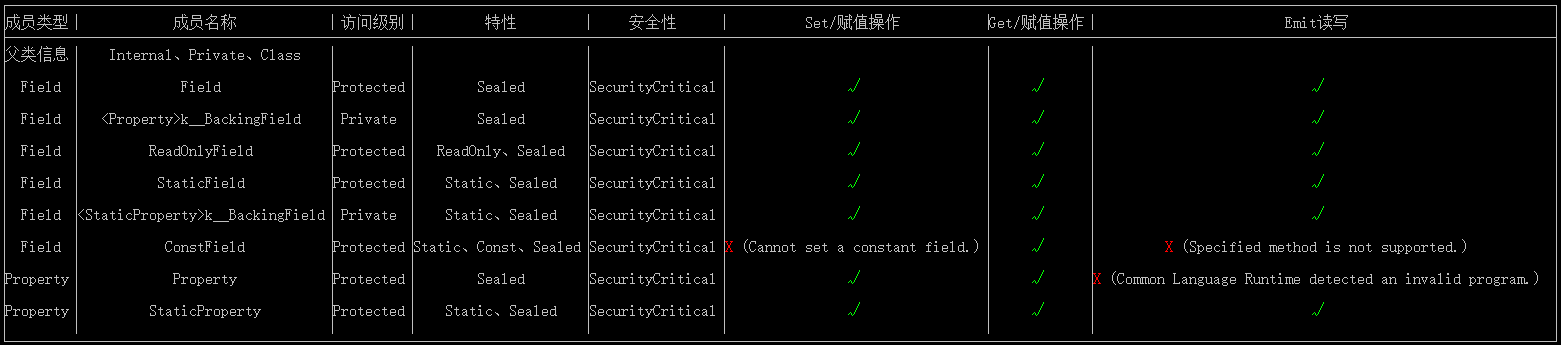 成员类型 成员名称 访问级别 特性 安全性 Set/赋值操作 Get/赋值操作 Emit读写
父类信息 Internal、Private、Class
Field Field Protected Sealed SecurityCritical √ √ √
Field <Property>k__BackingField Private Sealed SecurityCritical √ √ √
Field ReadOnlyField Protected ReadOnly、Sealed SecurityCritical √ √ √
Field StaticField Protected Static、Sealed SecurityCritical √ √ √
Field <StaticProperty>k__BackingField Private Static、Sealed SecurityCritical √ √ √
Field ConstField Protected Static、Const、Sealed SecurityCritical X (Cannot set a constant field.) √ X (Specified method is not supported.)
Property Property Protected Sealed SecurityCritical √ √ X (Common Language Runtime detected an invalid program.)
Property StaticProperty Protected Static、Sealed SecurityCritical √ √ √